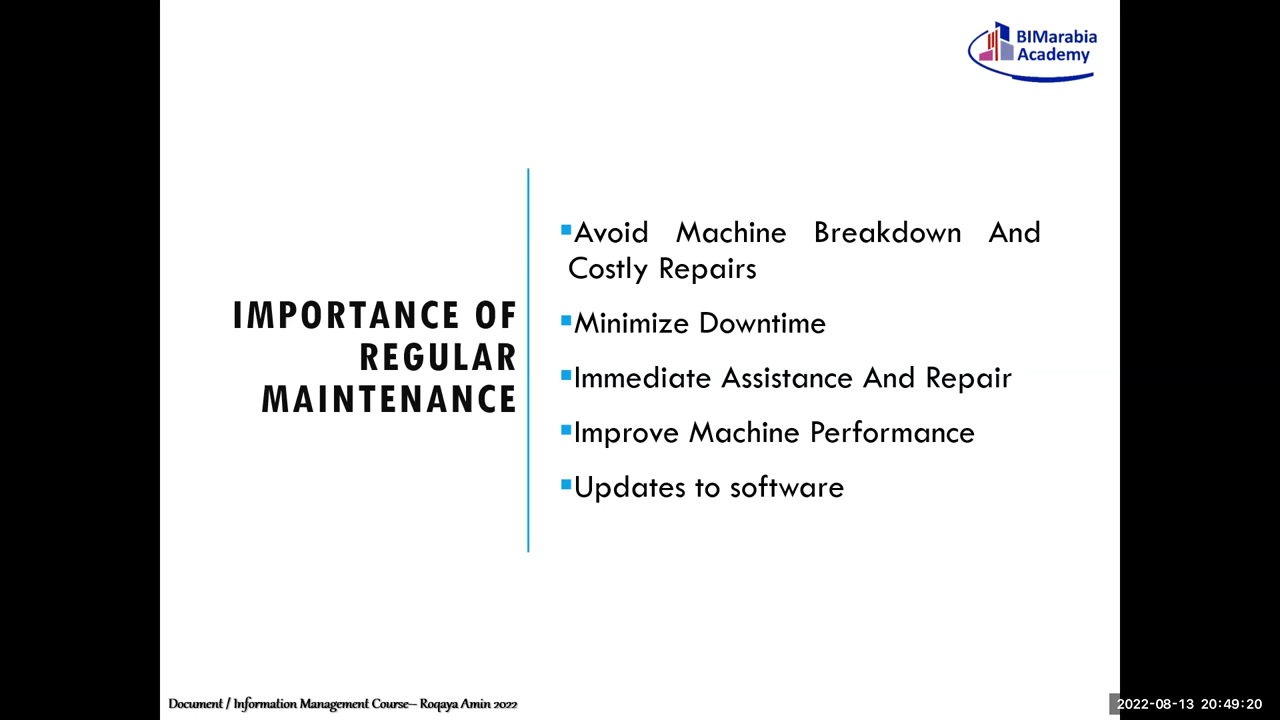 BIMarabia
Academy
IMPORTANCE OF
REGULAR
MAINTENANCE
▪Avoid Machine Breakdown And
Costly Repairs
▪Minimize Downtime
▪Immediate Assistance And Repair
▪Improve Machine Performance
▪Updates to software
Document / Information Management Course– Roqaya Amin 2022
2022-08-13 20:49:20